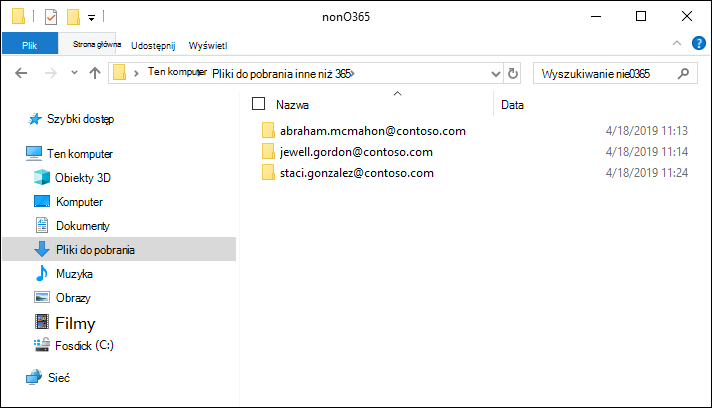 nonO365
Plik Strona główna Udostępnij Wyświetl
Ten komputer Pliki do pobrania inne niż 365 Wyszukiwanie nie0365
Nazwa Data
Szybki dostęp
Ten komputer
Obiekty 3D
Komputer
Dokumenty
Pliki do pobrania
Muzyka
Obrazy
Filmy
Fosdick (C:)
Sieć
abraham.mcmahon@contoso.com 4/18/2019 11:13
jewell.gordon@contoso.com 4/18/2019 11:14
staci.gonzalez@contoso.com 4/18/2019 11:24